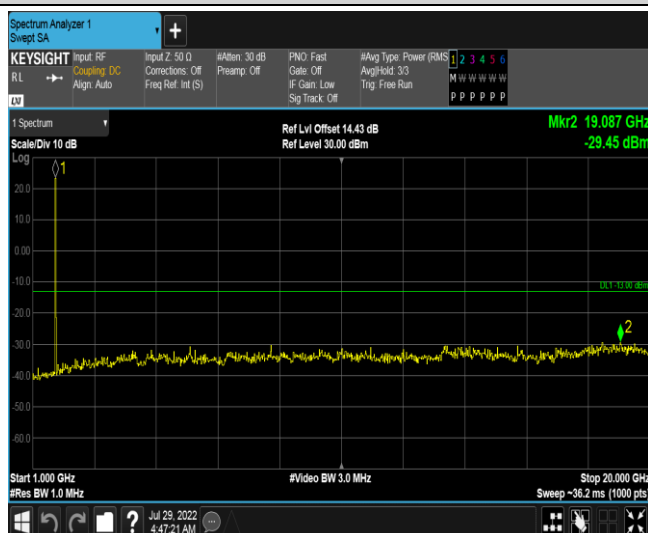 Spectrum Analyzer 1
Swept SA
+
KEYSIGHT
RL
LXI
Input: RF
Coupling: DC
Align: Auto
Input Z: 50 Ω
Corrections: Off
Freq Ref: Int (S)
#Atten: 30 dB
Preamp: Off
PNO: Fast
Gate: Off
IF Gain: Low
Sig Track: Off
#Avg Type: Power (RMS
Avg|Hold: 3/3
Trig: Free Run
1 2 3 4 5 6
M W W W W W
P P P P P P
1 Spectrum
Scale/Div 10 dB
Log
Ref Lvl Offset 14.43 dB
Ref Level 30.00 dBm
Mkr2 19.087 GHz
-29.45 dBm
1
20.0
10.0
0.00
-10.0
DL1 -13.00 dBm
2
-20.0
-30.0
-40.0
-50.0
-60.0
Start 1.000 GHz
#Res BW 1.0 MHz
#Video BW 3.0 MHz
Stop 20.000 GHz
Sweep ~36.2 ms (1000 pts)
?
Jul 29, 2022
4:47:21 AM